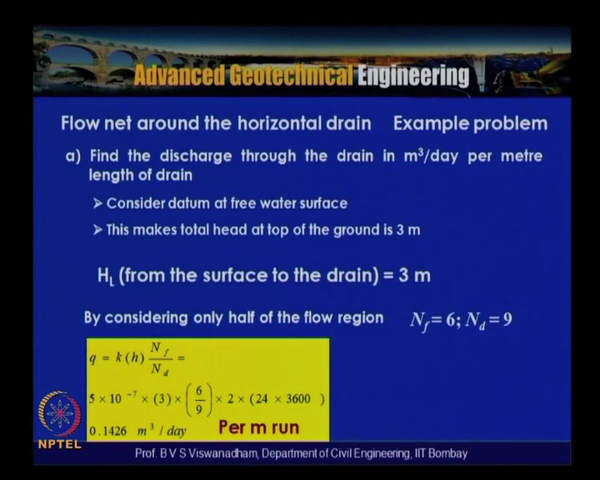 Advanced Geotechnical Engineering
Flow net around the horizontal drain Example problem
a) Find the discharge through the drain in m³/day per metre
length of drain
➢ Consider datum at free water surface
➢ This makes total head at top of the ground is 3 m
H_L (from the surface to the drain) = 3 m
By considering only half of the flow region N_f = 6; N_d = 9
q = k (h) N_f / N_d =
5 × 10⁻⁷ × (3) × (6/9) × 2 × (24 × 3600 )
0.1426 m³ / day Per m run
NPTEL
Prof. B V S Viswanadham, Department of Civil Engineering, IIT Bombay